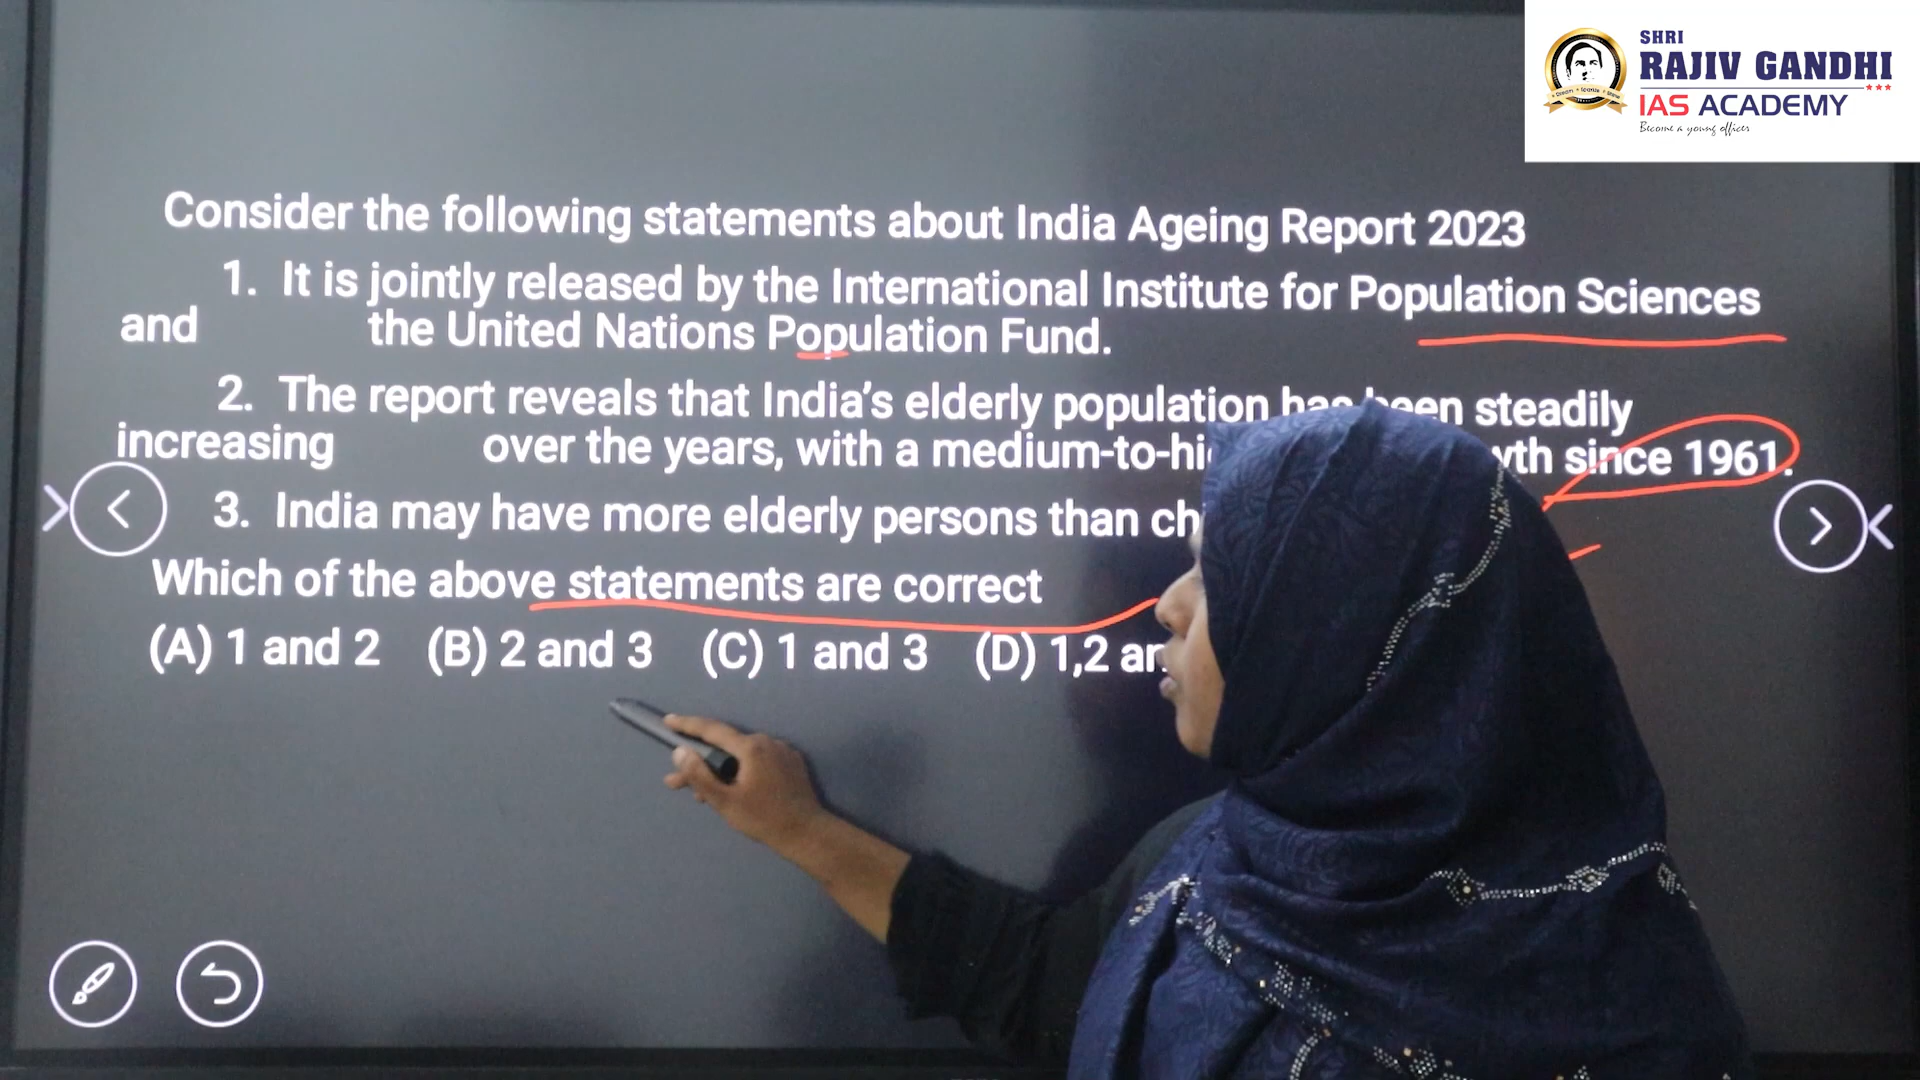 SHRI
RAJIV GANDHI
IAS ACADEMY
Become a young officer
Consider the following statements about India Ageing Report 2023
1. It is jointly released by the International Institute for Population Sciences
and the United Nations Population Fund.
2. The report reveals that India's elderly population has been steadily
increasing over the years, with a medium-to- since 1961.
3. India may have more elderly persons than
Which of the above statements are correct
(A) 1 and 2 (B) 2 and 3 (C) 1 and 3 (D) 1,2